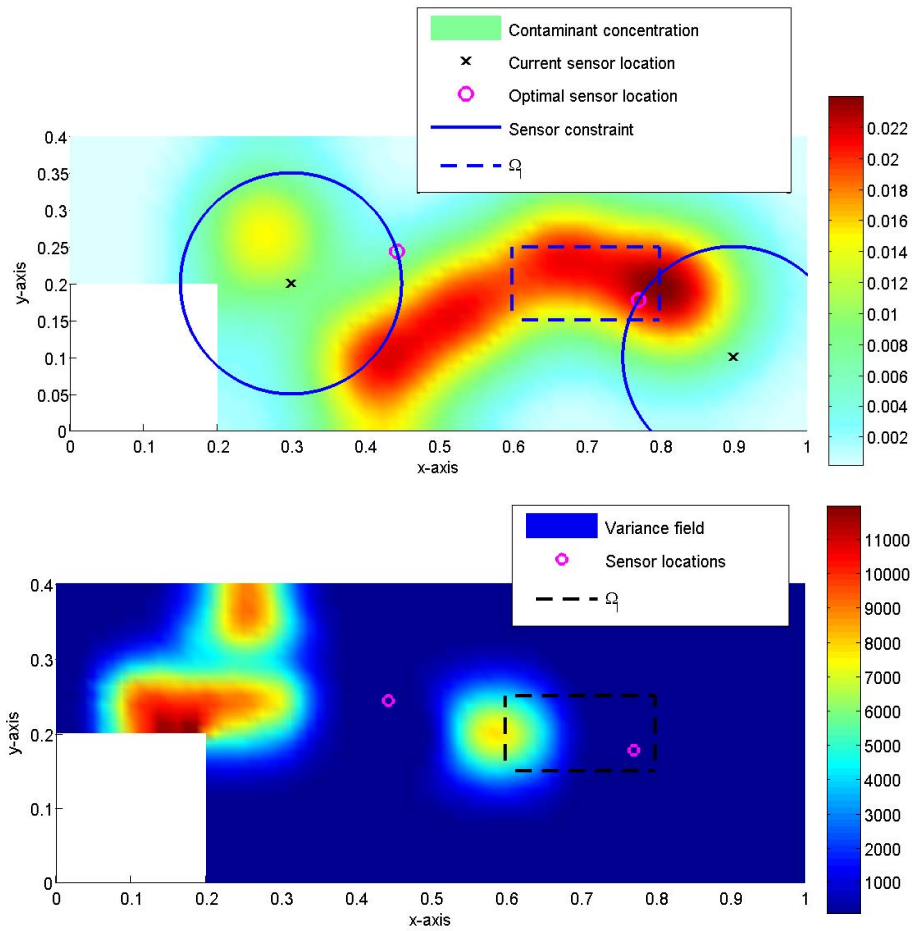 Contaminant concentration
Current sensor location
Optimal sensor location
Sensor constraint
Ω1
0.4
0.35
0.3
0.25
0.2
0.15
0.1
0.05
0
y-axis
0 0.1 0.2 0.3 0.4 0.5 0.6 0.7 0.8 0.9 1
x-axis
0.022
0.02
0.018
0.016
0.014
0.012
0.01
0.008
0.006
0.004
0.002
Variance field
Sensor locations
Ω1
0.4
0.3
0.2
0.1
0
y-axis
0 0.1 0.2 0.3 0.4 0.5 0.6 0.7 0.8 0.9 1
x-axis
11000
10000
9000
8000
7000
6000
5000
4000
3000
2000
1000